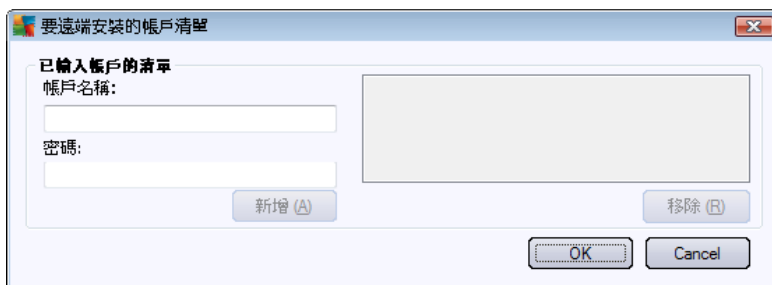 要遠端安裝的帳戶清單
已輸入帳戶的清單
帳戶名稱:
密碼:
新增 (A)
移除 (R)
OK
Cancel